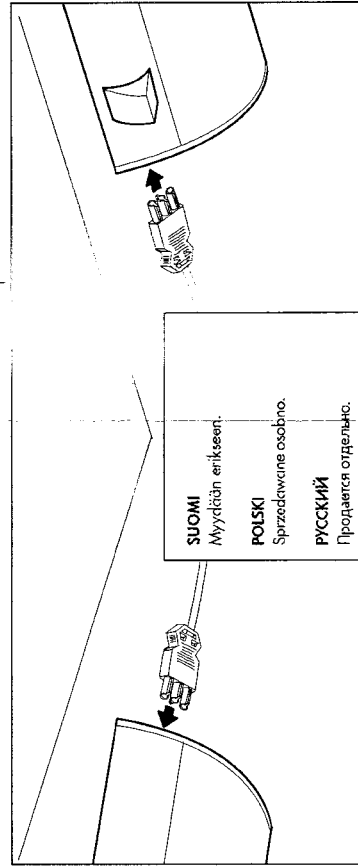 SUOMI
Myydään erikseen.
POLSKI
Sprzedawane osobno.
РУССКИЙ
Продается отдельно.